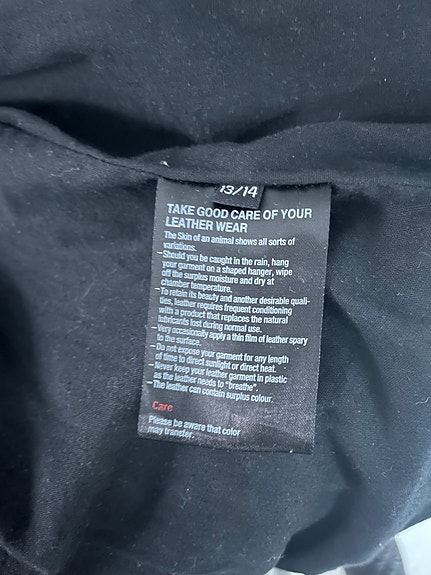 13/14
TAKE GOOD CARE OF YOUR
LEATHER WEAR
The Skin of an animal shows all sorts of
variations.
–Should you be caught in the rain, hang
your garment on a shaped hanger, wipe
off the surplus moisture and dry at
chamber temperature.
–To retain its beauty and another desirable quali-
ties, leather requires frequent conditioning
with a product that replaces the natural
lubricants lost during normal use.
–Very occasionally apply a thin film of leather spary
to the surface.
–Do not expose your garment for any length
of time to direct sunlight or direct heat.
–Never keep your leather garment in plastic
as the leather needs to "breathe".
–The leather can contain surplus colour.
Care
Please be aware that color
may transfer.